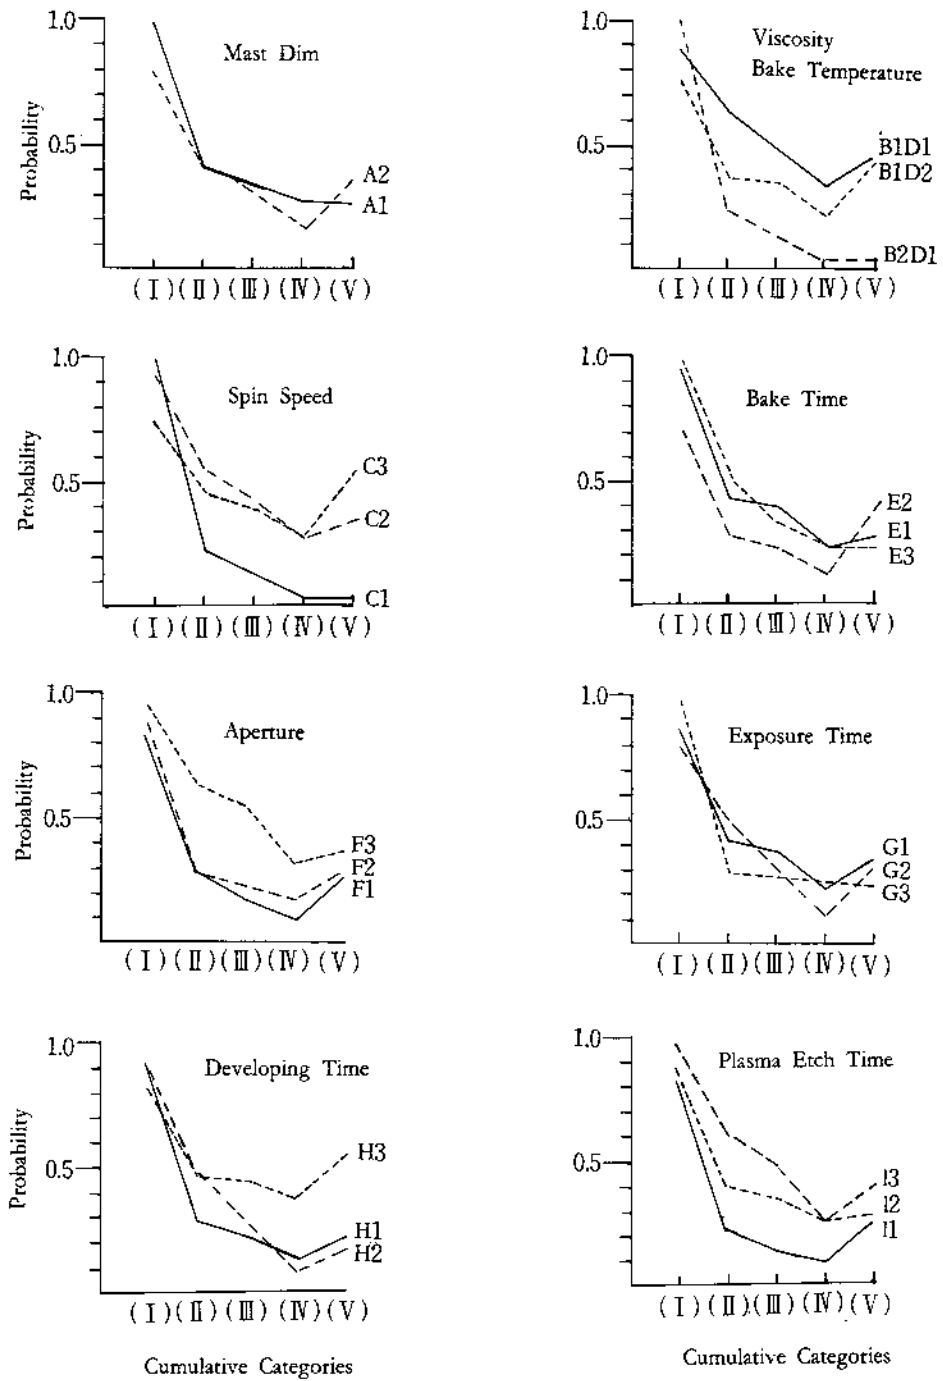 1.0
Mast Dim
Probability
0.5
A2
A1
(I) (II) (III) (IV) (V)
1.0
Viscosity
Bake Temperature
0.5
B1D1
B1D2
B2D1
(I) (II) (III) (IV) (V)
1.0
Spin Speed
Probability
0.5
C3
C2
C1
(I) (II) (III) (IV) (V)
1.0
Bake Time
0.5
E2
E1
E3
(I) (II) (III) (IV) (V)
1.0
Aperture
Probability
0.5
F3
F2
F1
(I) (II) (III) (IV) (V)
1.0
Exposure Time
0.5
G1
G2
G3
(I) (II) (III) (IV) (V)
1.0
Developing Time
Probability
0.5
H3
H1
H2
(I) (II) (III) (IV) (V)
Cumulative Categories
1.0
Plasma Etch Time
0.5
I3
I2
I1
(I) (II) (III) (IV) (V)
Cumulative Categories